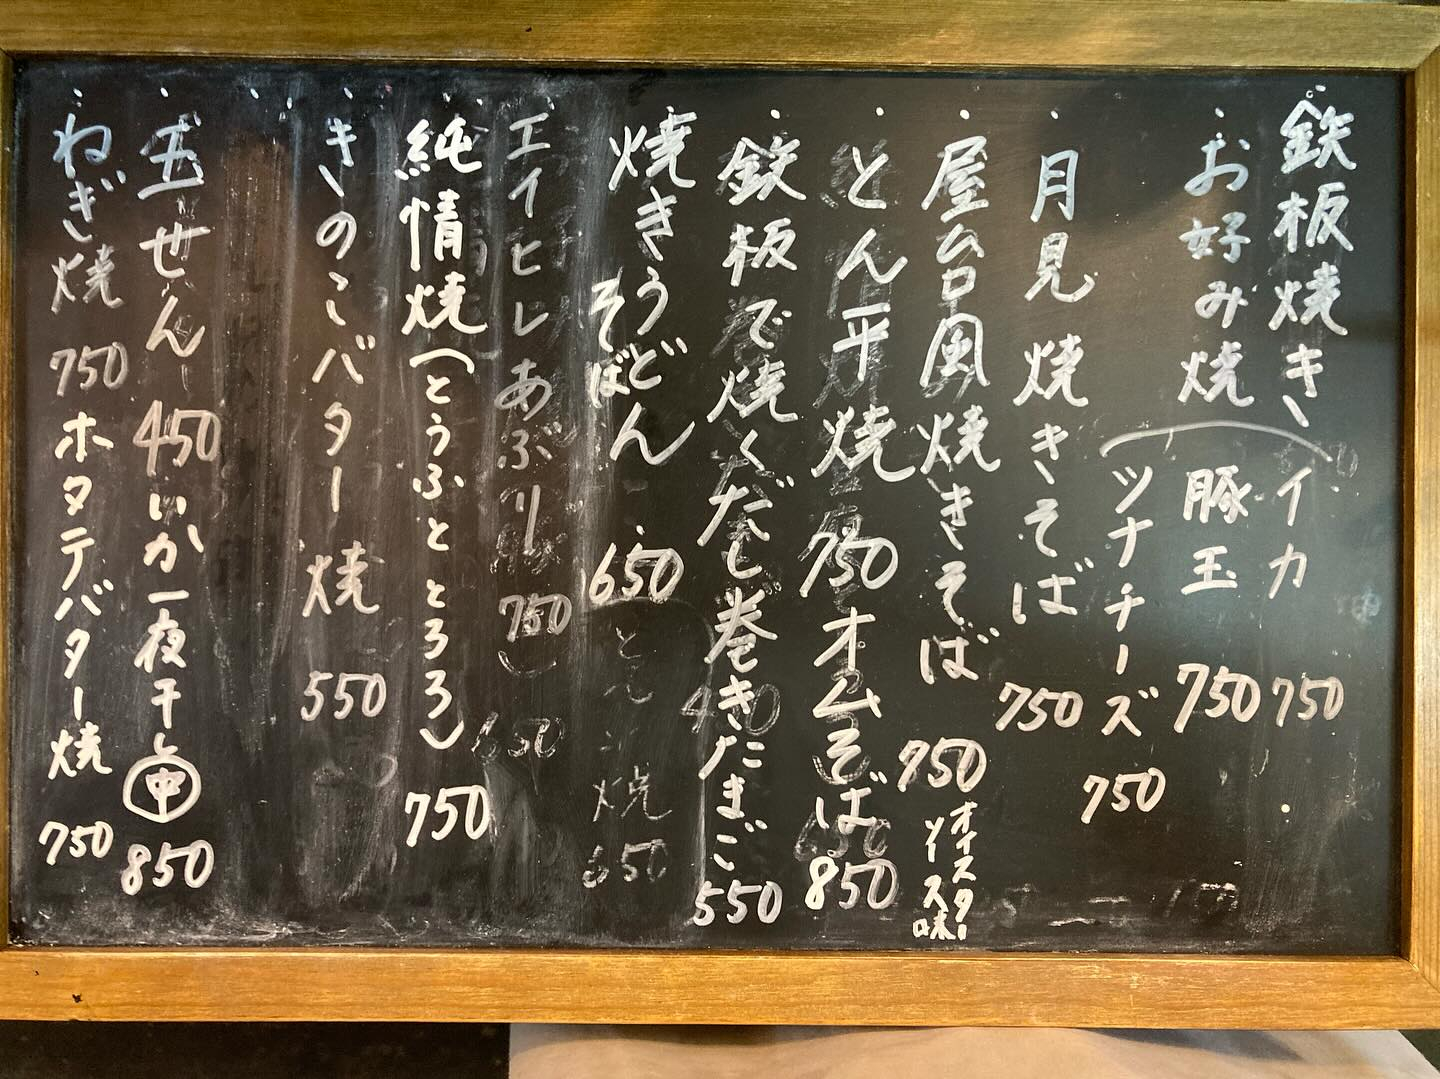 鉄板焼き
お好み焼
イカ 750
豚玉 750
ツナチーズ 750
月見焼きそば 750
屋台風焼きそば 750
オイスター
ソース味
とん平焼 750
オムそば 850
鉄板で焼くだし巻きたまご 550
焼きうどん 650
そばん
エイヒレあぶり 750
純情焼(とうふととろろ) 750
きのこバター焼 550
玉せん 450
いか一夜干し中 850
ねぎ焼 750
ホタテバター焼 750